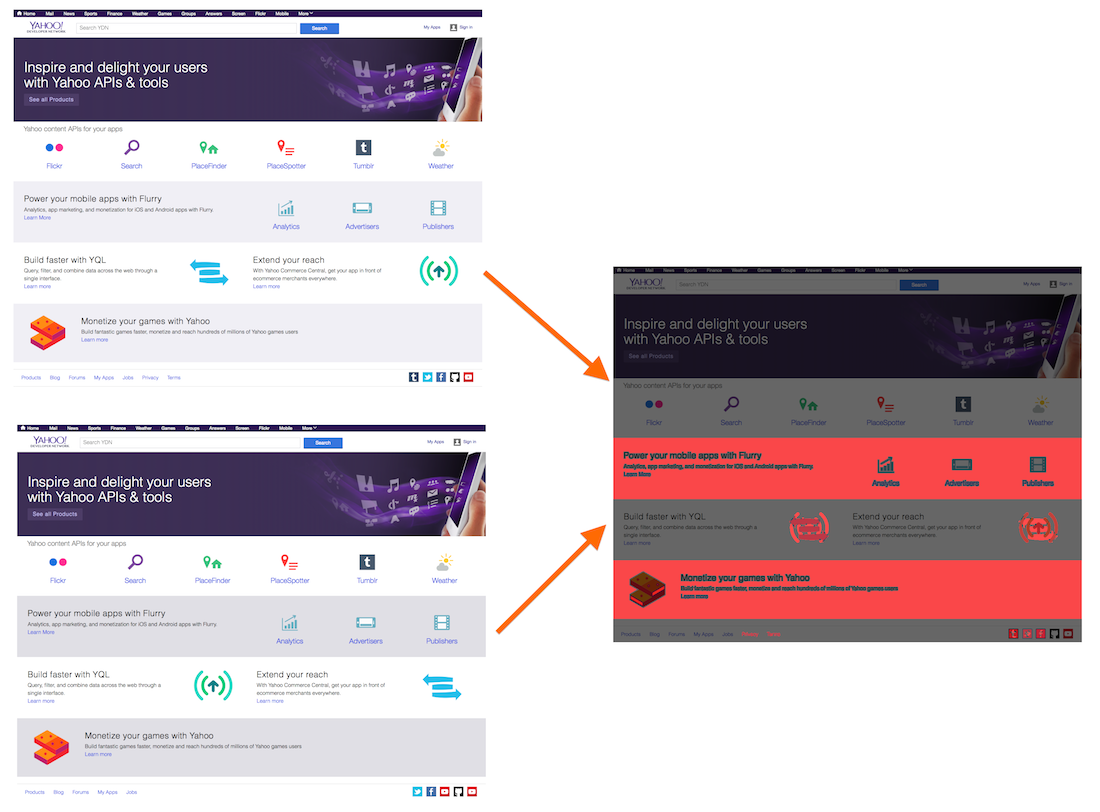 Home Mail News Sports Finance Weather Games Groups Answers Screen Flickr Mobile More
YAHOO!
DEVELOPER NETWORK
Search YDN
Search
My Apps
Sign In
Inspire and delight your users
with Yahoo APIs & tools
See all Products
Yahoo content APIs for your apps
Flickr Search PlaceFinder PlaceSpotter Tumblr Weather
Power your mobile apps with Flurry
Analytics, app marketing, and monetization for iOS and Android apps with Flurry.
Learn More
Analytics Advertisers Publishers
Build faster with YQL
Query, filter, and combine data across the web through a
single interface.
Learn more
Extend your reach
With Yahoo Commerce Central, get your app in front of
ecommerce merchants everywhere.
Learn more
Monetize your games with Yahoo
Build fantastic games faster, monetize and reach hundreds of millions of Yahoo games users
Learn more
Products Blog Forums My Apps Jobs Privacy Terms
Home Mail News Sports Finance Weather Games Groups Answers Screen Flickr Mobile More
YAHOO!
DEVELOPER NETWORK
Search YDN
Search
My Apps
Sign In
Inspire and delight your users
with Yahoo APIs & tools
See all Products
Yahoo content APIs for your apps
Flickr Search PlaceFinder PlaceSpotter Tumblr Weather
Power your mobile apps with Flurry
Analytics, app marketing, and monetization for iOS and Android apps with Flurry.
Learn More
Analytics Advertisers Publishers
Build faster with YQL
Query, filter, and combine data across the web through a
single interface.
Learn more
Extend your reach
With Yahoo Commerce Central, get your app in front of
ecommerce merchants everywhere.
Learn more
Monetize your games with Yahoo
Build fantastic games faster, monetize and reach hundreds of millions of Yahoo games users
Learn more
Products Blog Forums My Apps Jobs
Home Mail News Sports Finance Weather Games Groups Answers Screen Flickr Mobile More
YAHOO!
DEVELOPER NETWORK
Search YDN
Search
My Apps
Sign In
Inspire and delight your users
with Yahoo APIs & tools
See all Products
Yahoo content APIs for your apps
Flickr Search PlaceFinder PlaceSpotter Tumblr Weather
Power your mobile apps with Flurry
Analytics, app marketing, and monetization for iOS and Android apps with Flurry.
Learn More
Analytics Advertisers Publishers
Build faster with YQL
Query, filter, and combine data across the web through a
single interface.
Learn more
Extend your reach
With Yahoo Commerce Central, get your app in front of
ecommerce merchants everywhere.
Learn more
Monetize your games with Yahoo
Build fantastic games faster, monetize and reach hundreds of millions of Yahoo games users
Learn more
Products Blog Forums My Apps Jobs